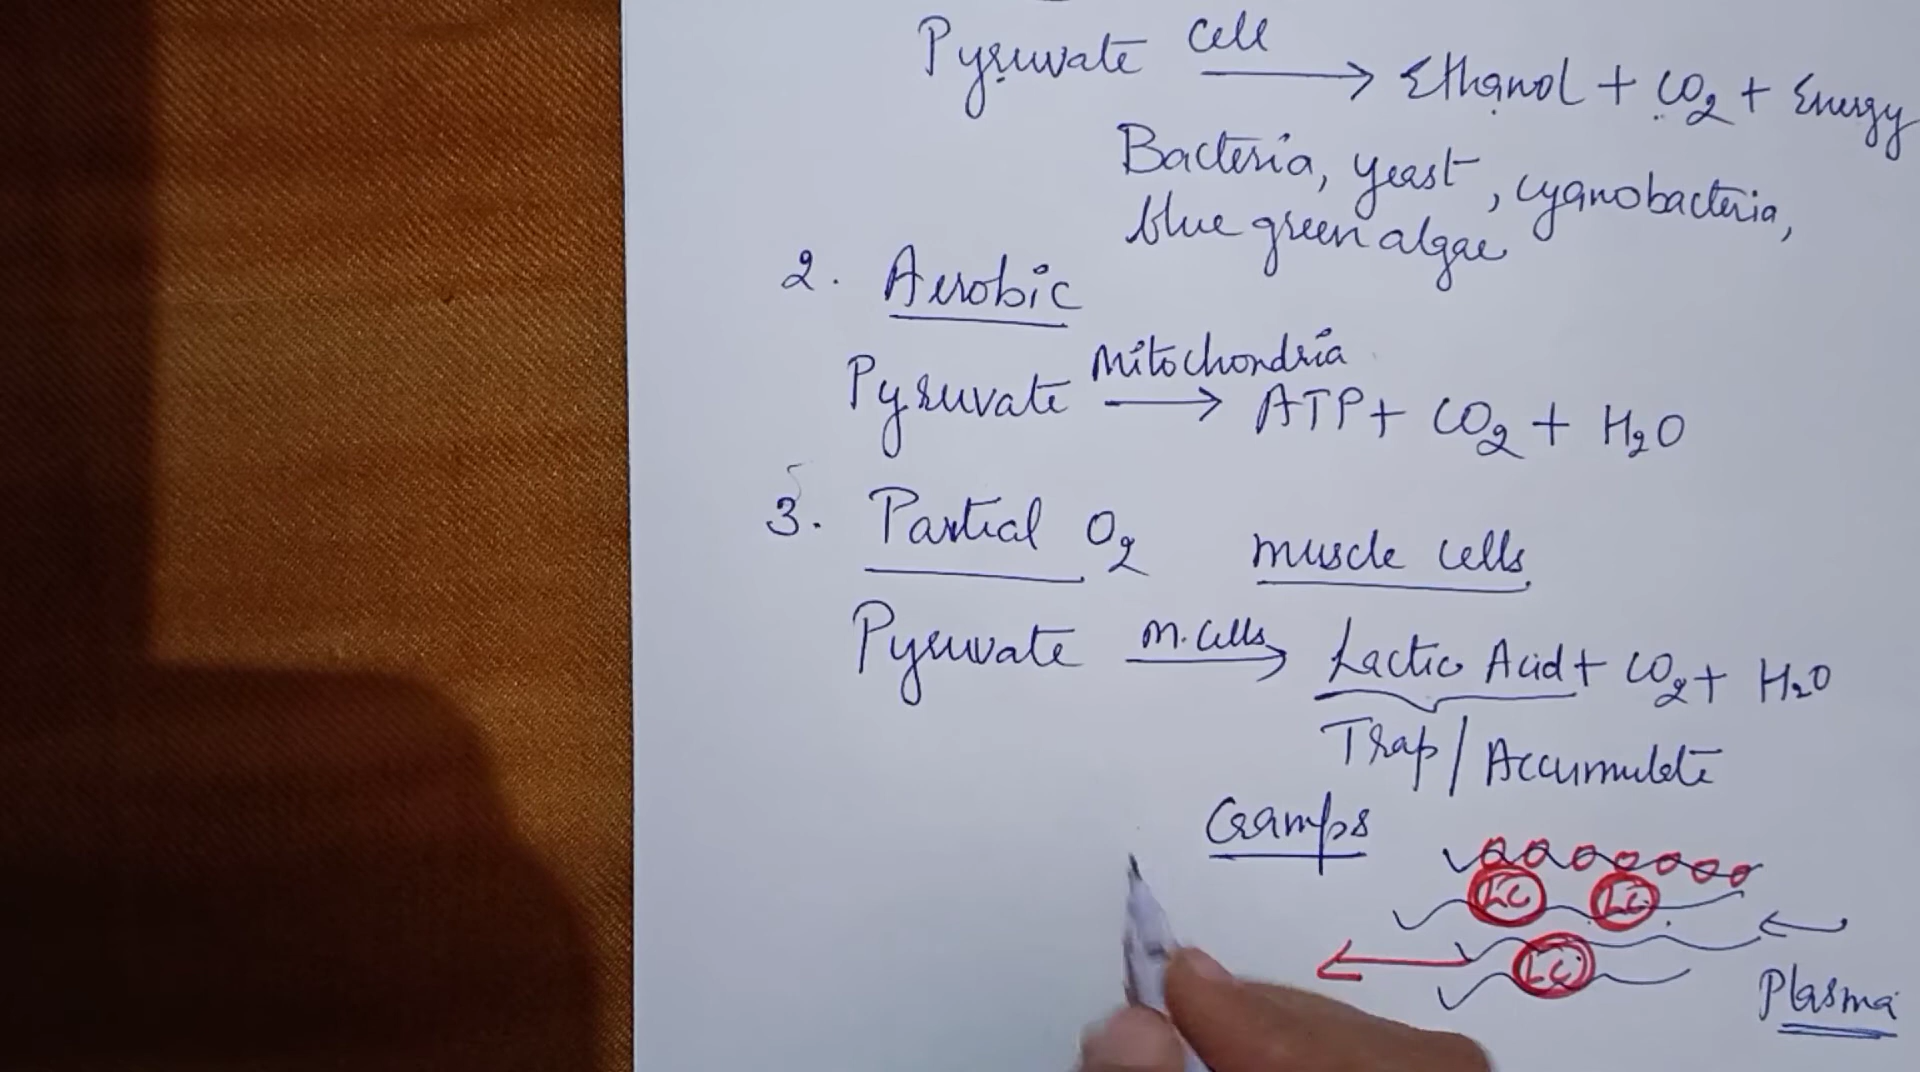 Pyruvate cell → Ethanol + CO2 + Energy
Bacteria, yeast, cyanobacteria,
blue green algae
2. Aerobic
Pyruvate Mitochondria → ATP + CO2 + H2O
3. Partial O2 muscle cells
Pyruvate M. Cells → Lactic Acid + CO2 + H2O
Trap/Accumulate
Cramps
LC LC
LC
Plasma